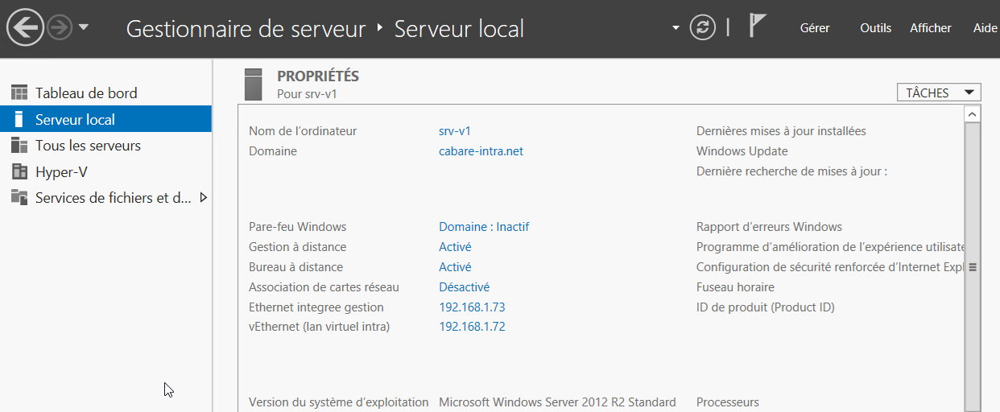 Gestionnaire de serveur ‣ Serveur local
Gérer Outils Afficher Aide
Tableau de bord
Serveur local
Tous les serveurs
Hyper-V
Services de fichiers et d...
PROPRIÉTÉS
Pour srv-v1
TÂCHES
Nom de l'ordinateur srv-v1 Dernières mises à jour installées
Domaine cabare-intra.net Windows Update
Dernière recherche de mises à jour :
Pare-feu Windows Domaine : Inactif Rapport d'erreurs Windows
Gestion à distance Activé Programme d'amélioration de l'expérience utilisate
Bureau à distance Activé Configuration de sécurité renforcée d'Internet Expl
Association de cartes réseau Désactivé Fuseau horaire
Ethernet integree gestion 192.168.1.73 ID de produit (Product ID)
vEthernet (lan virtuel intra) 192.168.1.72
Version du système d'exploitation Microsoft Windows Server 2012 R2 Standard Processeurs